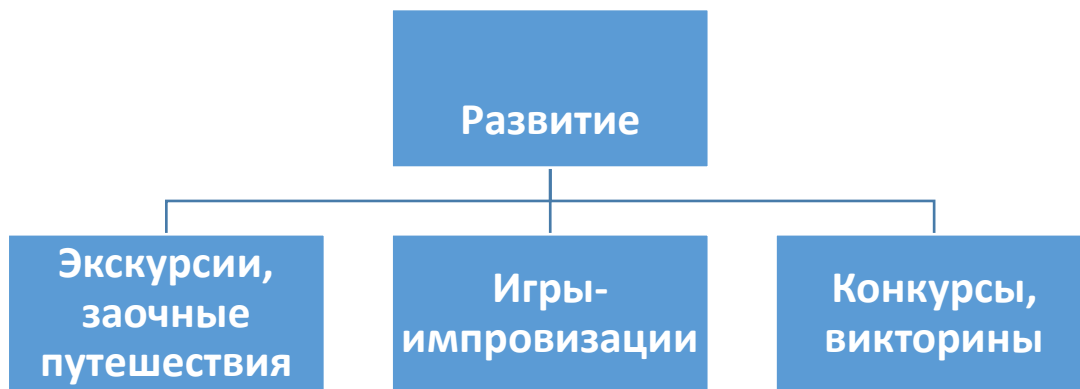 Развитие
Экскурсии,
заочные
путешествия
Игры-
импровизации
Конкурсы,
викторины